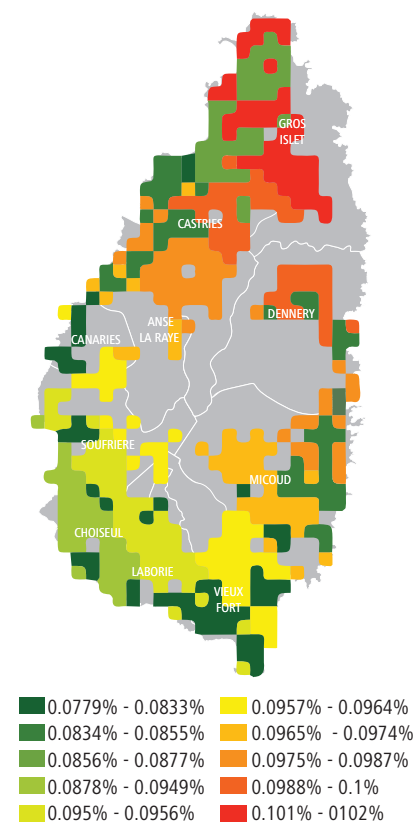 GROS
ISLET
CASTRIES
DENNERY
ANSE
LA RAYE
CANARIES
SOUFRIERE
MICOUD
CHOISEUL
LABORIE
VIEUX
FORT
0.0779% - 0.0833%
0.0834% - 0.0855%
0.0856% - 0.0877%
0.0878% - 0.0949%
0.095% - 0.0956%
0.0957% - 0.0964%
0.0965% - 0.0974%
0.0975% - 0.0987%
0.0988% - 0.1%
0.101% - 0102%